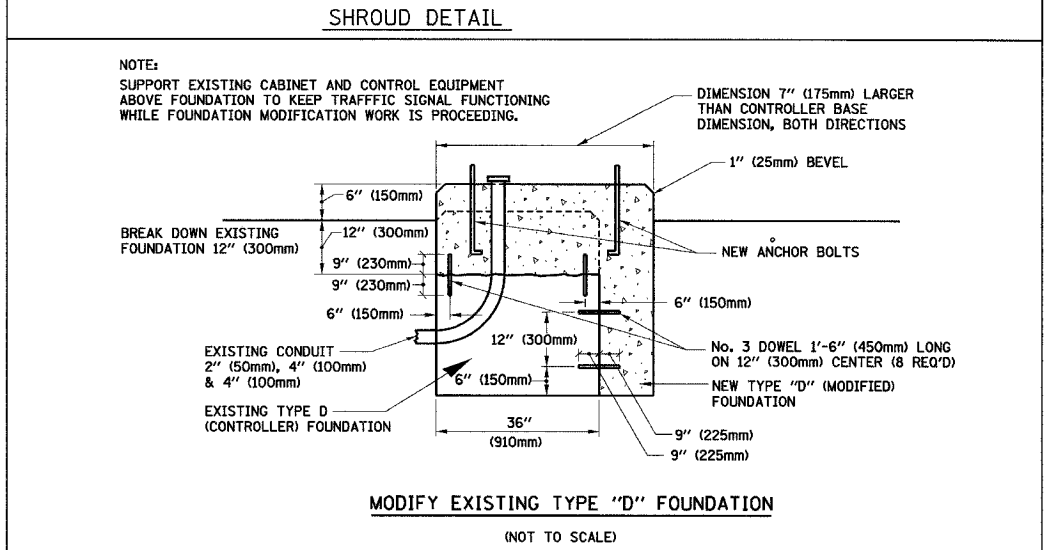 SHROUD DETAIL
NOTE:
SUPPORT EXISTING CABINET AND CONTROL EQUIPMENT
ABOVE FOUNDATION TO KEEP TRAFFFIC SIGNAL FUNCTIONING
WHILE FOUNDATION MODIFICATION WORK IS PROCEEDING.
DIMENSION 7" (175mm) LARGER
THAN CONTROLLER BASE
DIMENSION, BOTH DIRECTIONS
1" (25mm) BEVEL
6" (150mm)
BREAK DOWN EXISTING
FOUNDATION 12" (300mm)
12" (300mm)
NEW ANCHOR BOLTS
9" (230mm)
9" (230mm)
6" (150mm)
6" (150mm)
12"
(300mm)
6" (150mm)
No. 3 DOWEL 1'-6" (450mm) LONG
ON 12" (300mm) CENTER (8 REQ'D)
EXISTING CONDUIT
2" (50mm), 4" (100mm)
& 4" (100mm)
NEW TYPE "D" (MODIFIED)
FOUNDATION
EXISTING TYPE D
(CONTROLLER) FOUNDATION
36"
(910mm)
9" (225mm)
9" (225mm)
MODIFY EXISTING TYPE "D" FOUNDATION
(NOT TO SCALE)